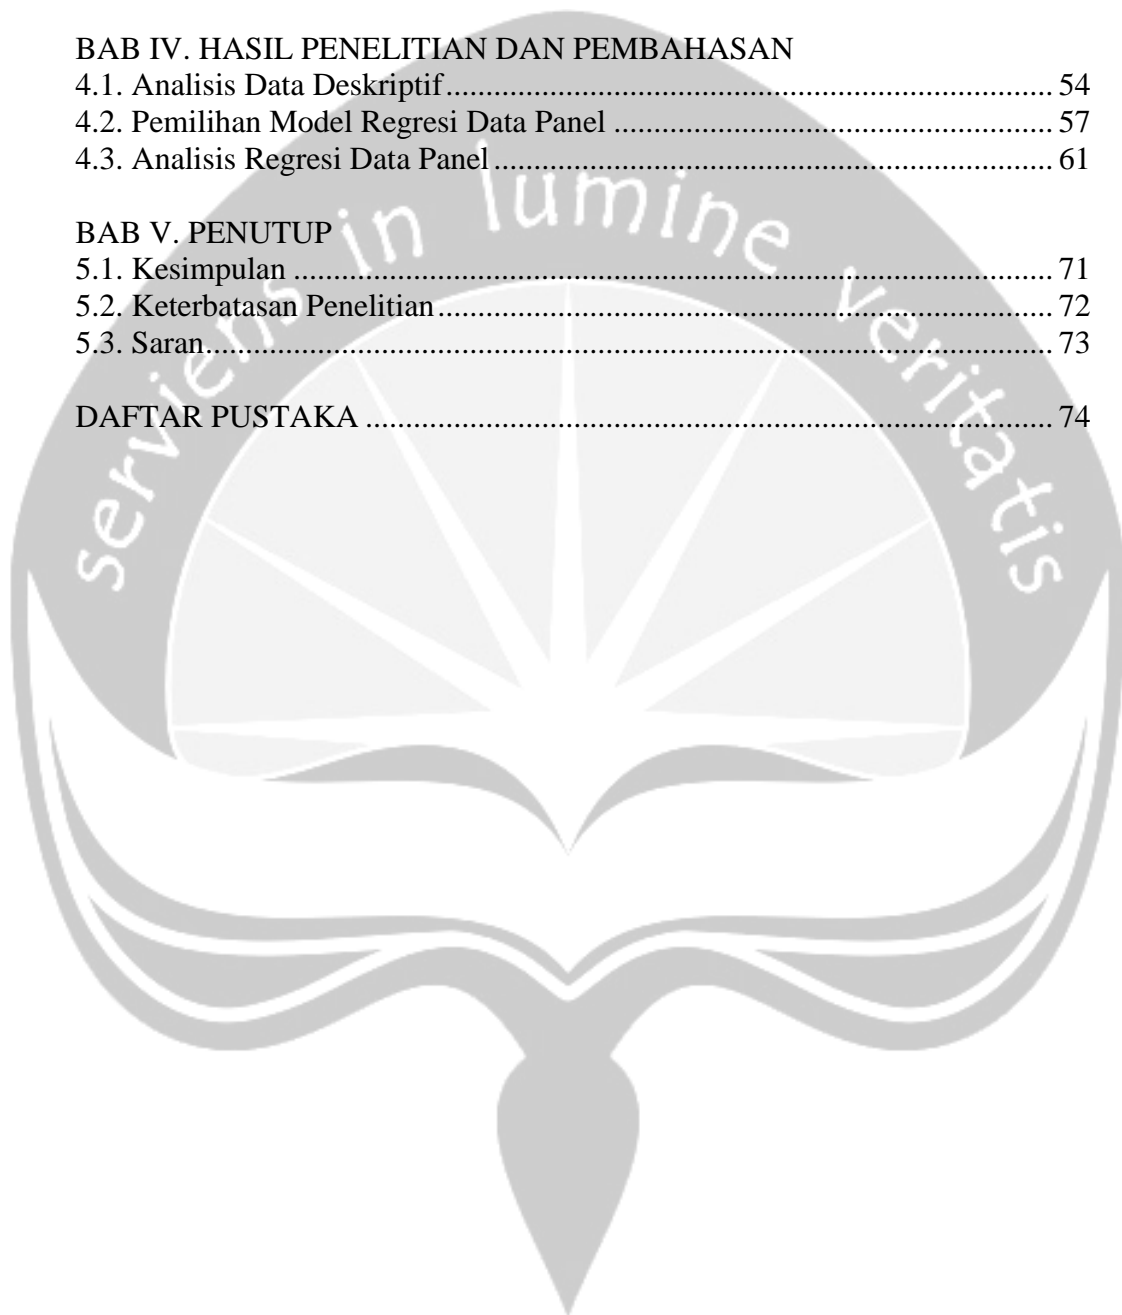 BAB IV. HASIL PENELITIAN DAN PEMBAHASAN
4.1. Analisis Data Deskriptif........................................................................... 54
4.2. Pemilihan Model Regresi Data Panel ...................................................... 57
4.3. Analisis Regresi Data Panel..................................................................... 61
BAB V. PENUTUP
5.1. Kesimpulan .............................................................................................. 71
5.2. Keterbatasan Penelitian............................................................................ 72
5.3. Saran......................................................................................................... 73
DAFTAR PUSTAKA ..................................................................................... 74
serviens in lumine veritatis